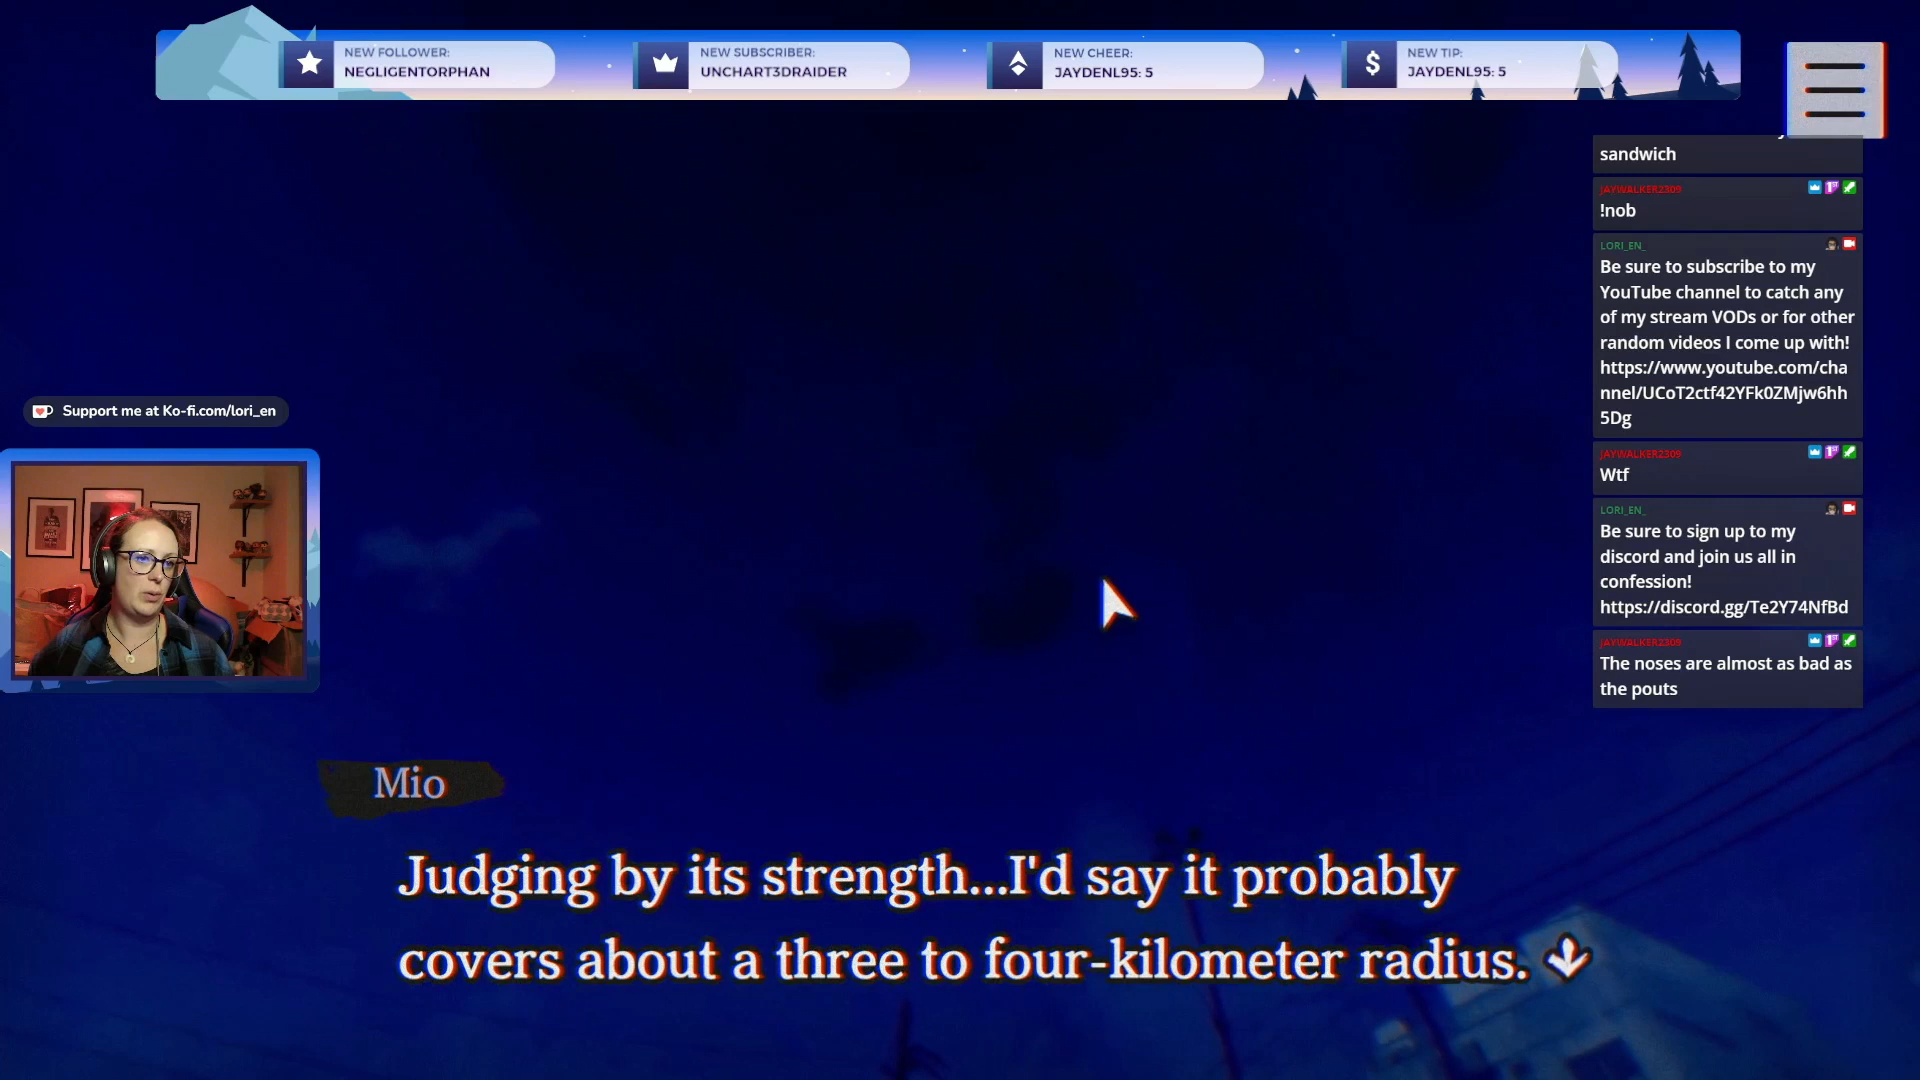 NEW FOLLOWER:
NEGLIGENTORPHAN
NEW SUBSCRIBER:
UNCHART3DRAIDER
NEW CHEER:
JAYDENL95: 5
NEW TIP:
JAYDENL95: 5
sandwich
JAYWALKER2309
!nob
LORI_EN_
Be sure to subscribe to my
YouTube channel to catch any
of my stream VODs or for other
random videos I come up with!
https://www.youtube.com/cha
nnel/UCoT2ctf42YFk0ZMjw6hh
5Dg
JAYWALKER2309
Wtf
LORI_EN_
Be sure to sign up to my
discord and join us all in
confession!
https://discord.gg/Te2Y74NfBd
JAYWALKER2309
The noses are almost as bad as
the pouts
Support me at Ko-fi.com/lori_en
Mio
Judging by its strength...I'd say it probably
covers about a three to four-kilometer radius.